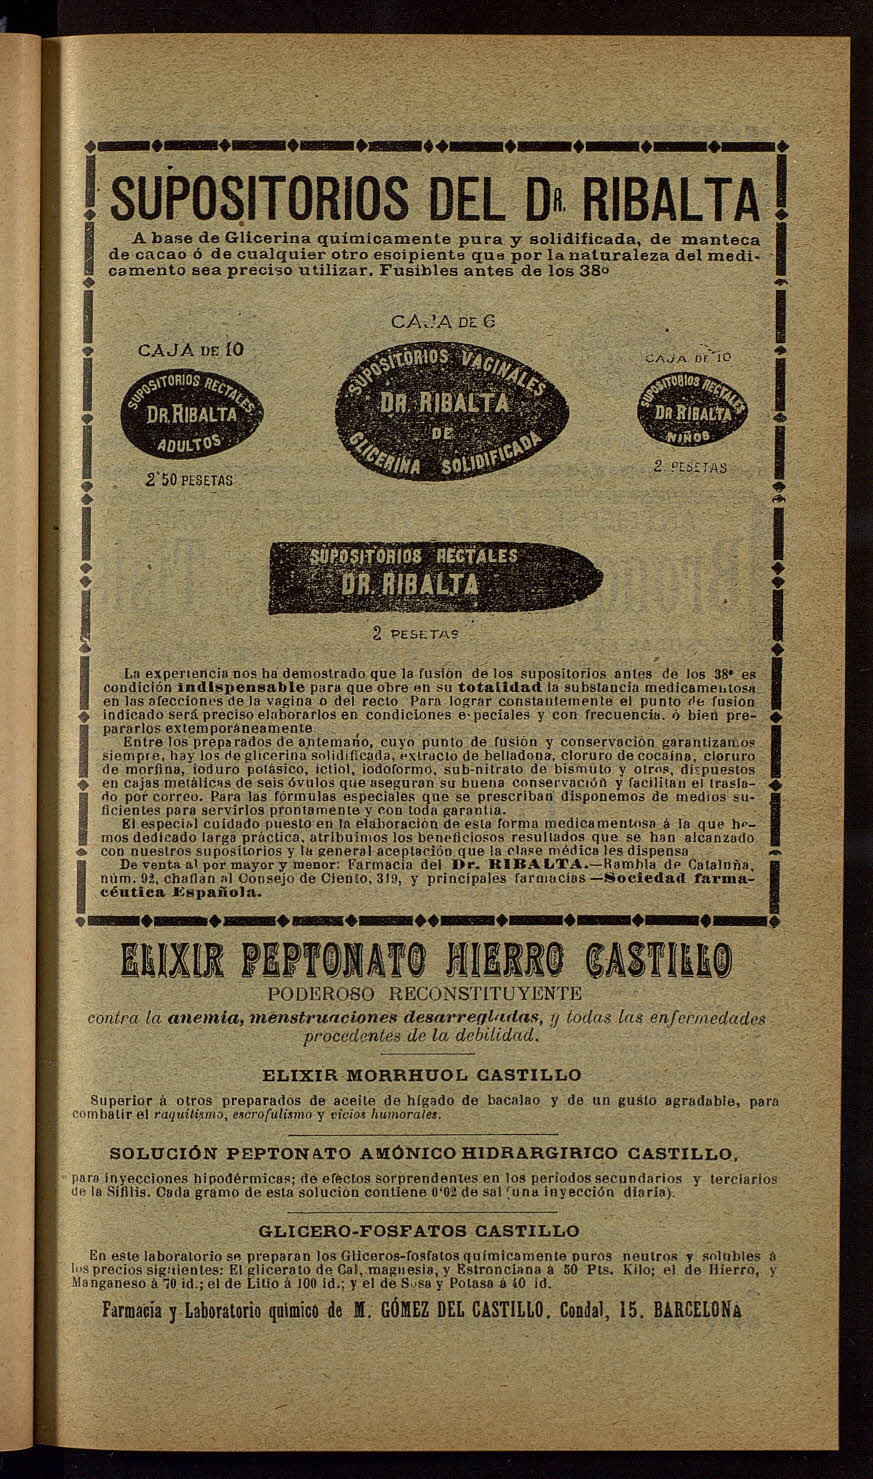 SUPOSITORIOS DEL DR. RIBALTA
A base de Glicerina químicamente pura y solidificada, de manteca
de cacao ó de cualquier otro escipiente que por la naturaleza del medi-
camento sea preciso utilizar. Fusibles antes de los 38º
CAJA DE 6
CAJA DE 10
CAJA DE 10
SUPOSITORIOS RECTALES
DR. RIBALTA
ADULTOS
2'50 PESETAS
SUPOSITORIOS VAGINALES
DR. RIBALTA
DE
GLICERINA SOLIDIFICADA
SUPOSITORIOS RECTALES
DR RIBALTA
NIÑOS
2 PESETAS
SUPOSITORIOS RECTALES
DR. RIBALTA
2 PESETAS
La experiencia nos ha demostrado que la fusión de los supositorios antes de los 38º es
condición indispensable para que obre en su totalidad la substancia medicamentosa
en las afecciones de la vagina ó del recto Para lograr constantemente el punto de fusion
indicado será preciso elaborarlos en condiciones e-peciales y con frecuencia. ó bien pre-
pararlos extemporáneamente
Entre los preparados de antemano, cuyo punto de fusión y conservación garantizamos
siempre, hay los de glicerina solidificada, extracto de belladona, cloruro de cocaina, cloruro
de morfina, ioduro potásico, ictiol, iodoformo, sub-nitrato de bismuto y otros, dispuestos
en cajas metálicas de seis óvulos que aseguran su buena conservación y facilitan el trasla-
do por correo. Para las fórmulas especiales que se prescriban disponemos de medios su-
ficientes para servirlos prontamente y con toda garantía.
El especial cuidado puesto en la elaboración de esta forma medicamentosa á la que he-
mos dedicado larga práctica, atribuimos los beneficiosos resultados que se han alcanzado
con nuestros supositorios y la general aceptación que la clase médica les dispensa
De venta al por mayor y menor: Farmacia del Dr. RIBALTA.—Rambla de Cataluña,
núm. 92, chaflán al Consejo de Ciento, 319, y principales farmacias—Sociedad farma-
céutica Española.
ELIXIR PEPTONATO HIERRO CASTILLO
PODEROSO RECONSTITUYENTE
contra la anemia, menstruaciones desarregladas, y todas las enfermedades
procedentes de la debilidad.
ELIXIR MORRHUOL CASTILLO
Superior á otros preparados de aceite de hígado de bacalao y de un gusto agradable, para
combatir el raquitismo, escrofulismo y vicios humorales.
SOLUCIÓN PEPTONATO AMÓNICO HIDRARGIRICO CASTILLO,
para inyecciones hipodérmicas; de efectos sorprendentes en los periodos secundarios y terciarios
de la Sífilis. Cada gramo de esta solución contiene 0'02 de sal (una inyección diaria).
GLICERO-FOSFATOS CASTILLO
En este laboratorio se preparan los Gliceros-fosfatos químicamente puros neutros y solubles á
los precios siguientes: El glicerato de Cal, magnesia, y Estronciana á 50 Pts. Kilo; el de Hierro, y
Manganeso á 70 id.; el de Litio á 100 id.; y el de Sosa y Potasa á 40 id.
Farmacia y Laboratorio químico de M. GÓMEZ DEL CASTILLO. Condal, 15. BARCELONA